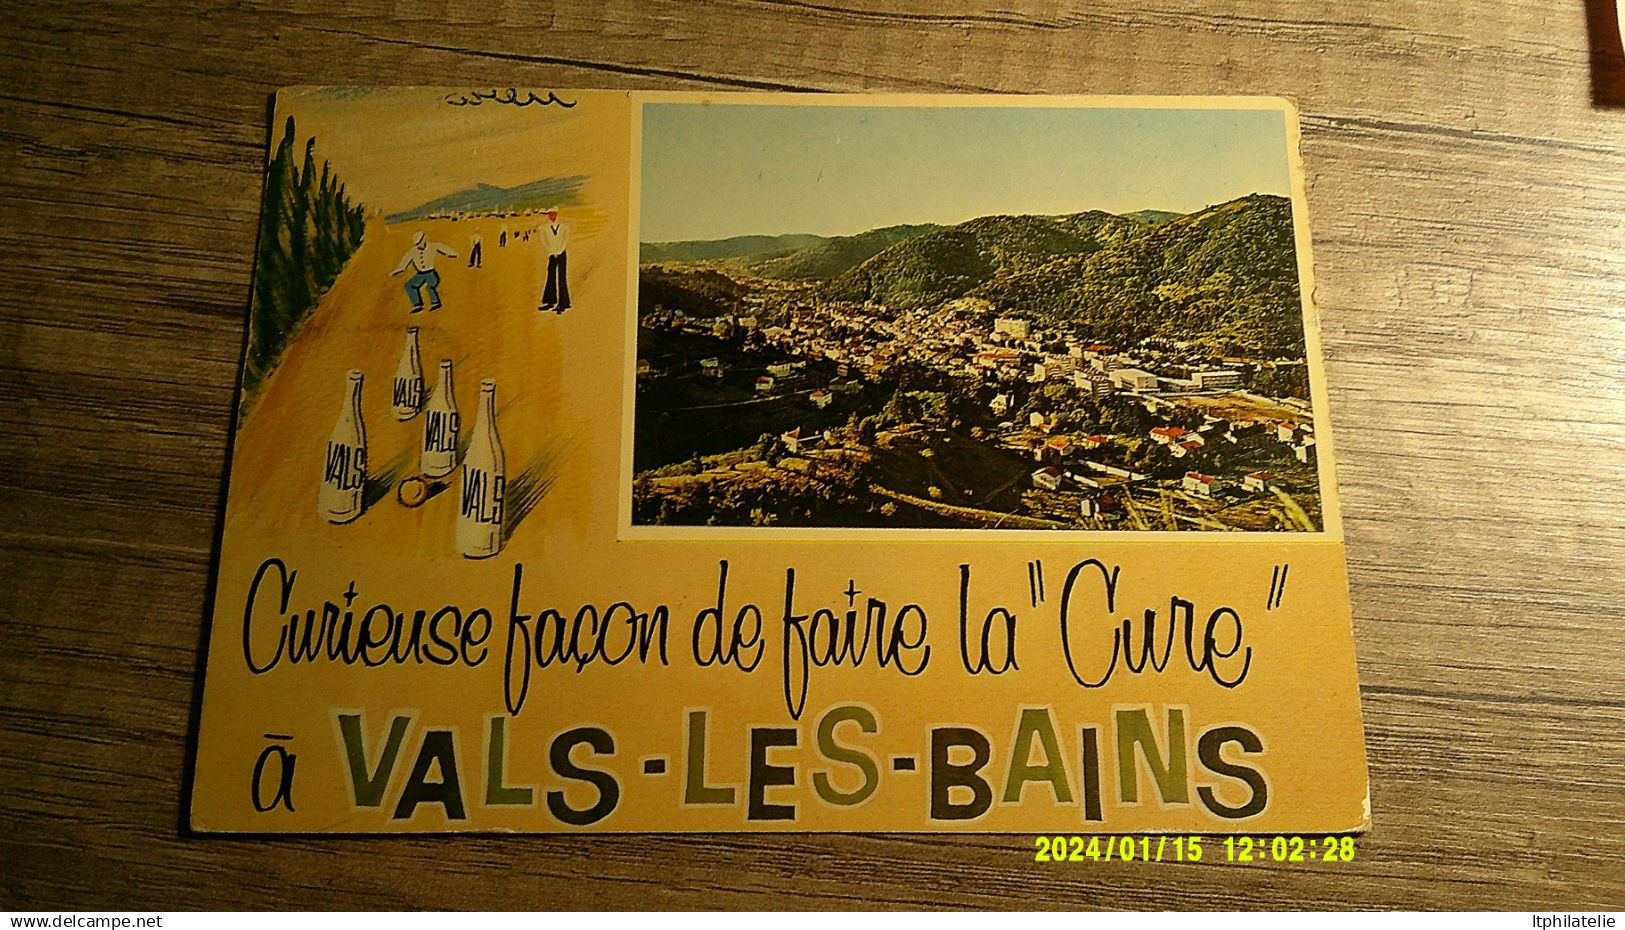 VALS
VALS
VALS
VALS
Curieuse façon de faire la "Cure"
à VALS-LES-BAINS
2024/01/15 12:02:28
delcampe.net
ltphilatelie